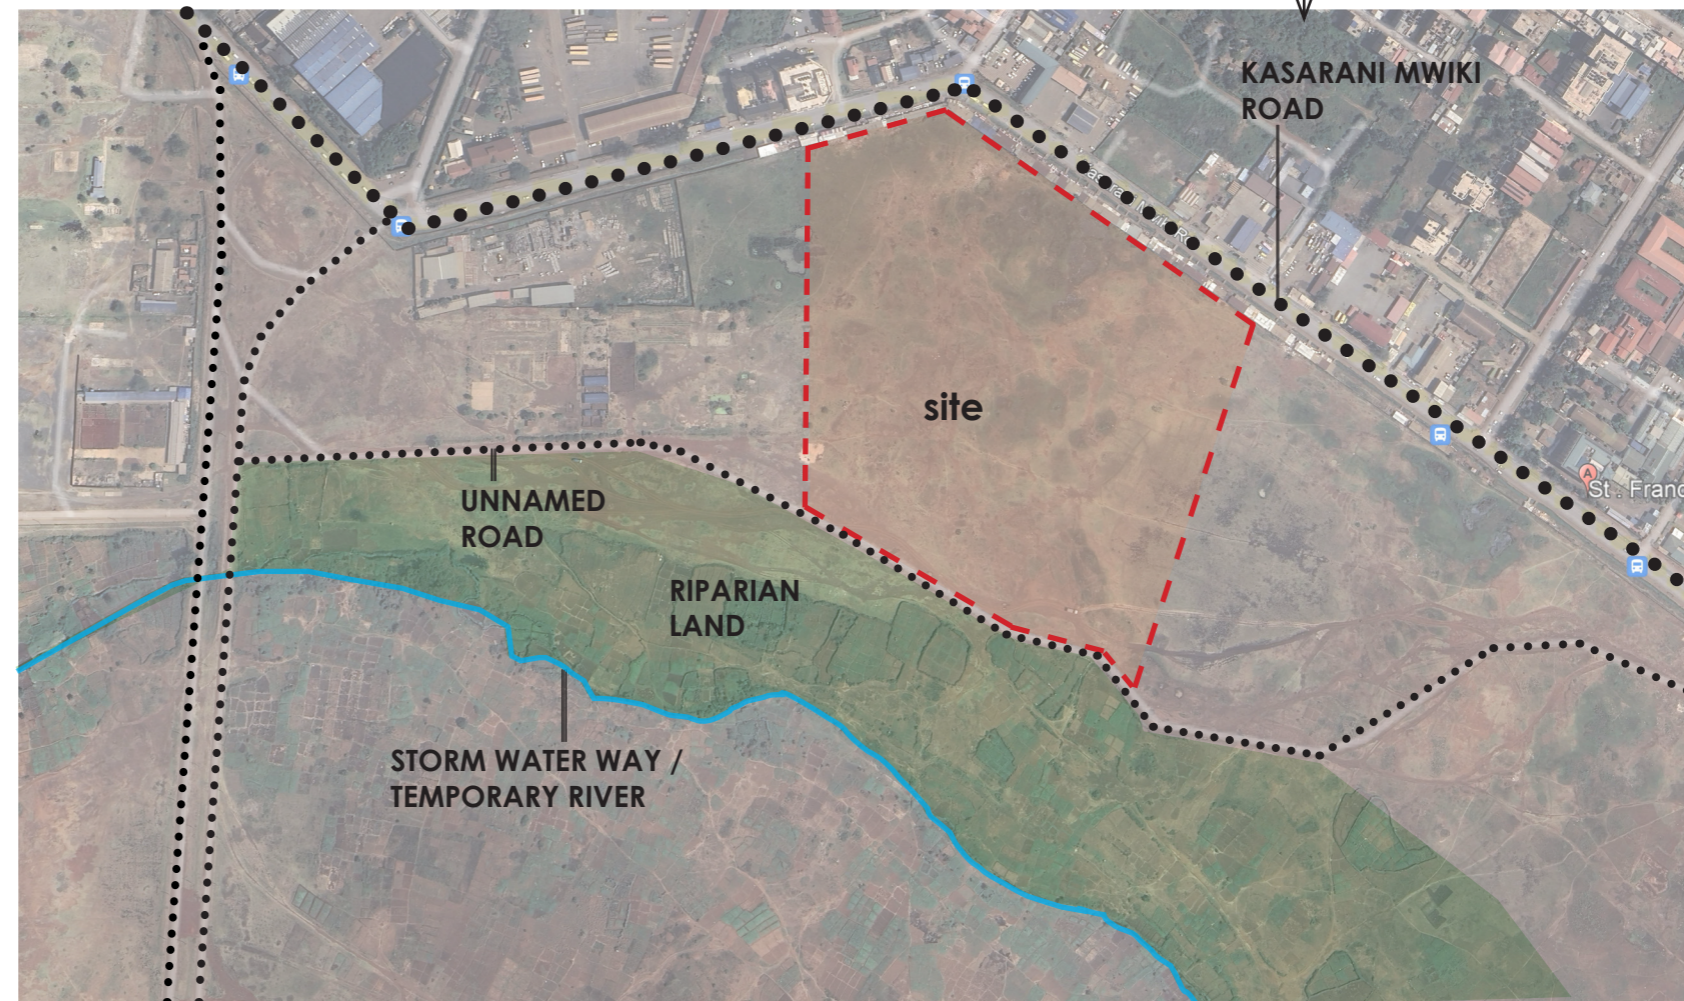 KASARANI MWIKI
ROAD
site
St . Franc
UNNAMED
ROAD
RIPARIAN
LAND
STORM WATER WAY /
TEMPORARY RIVER
A